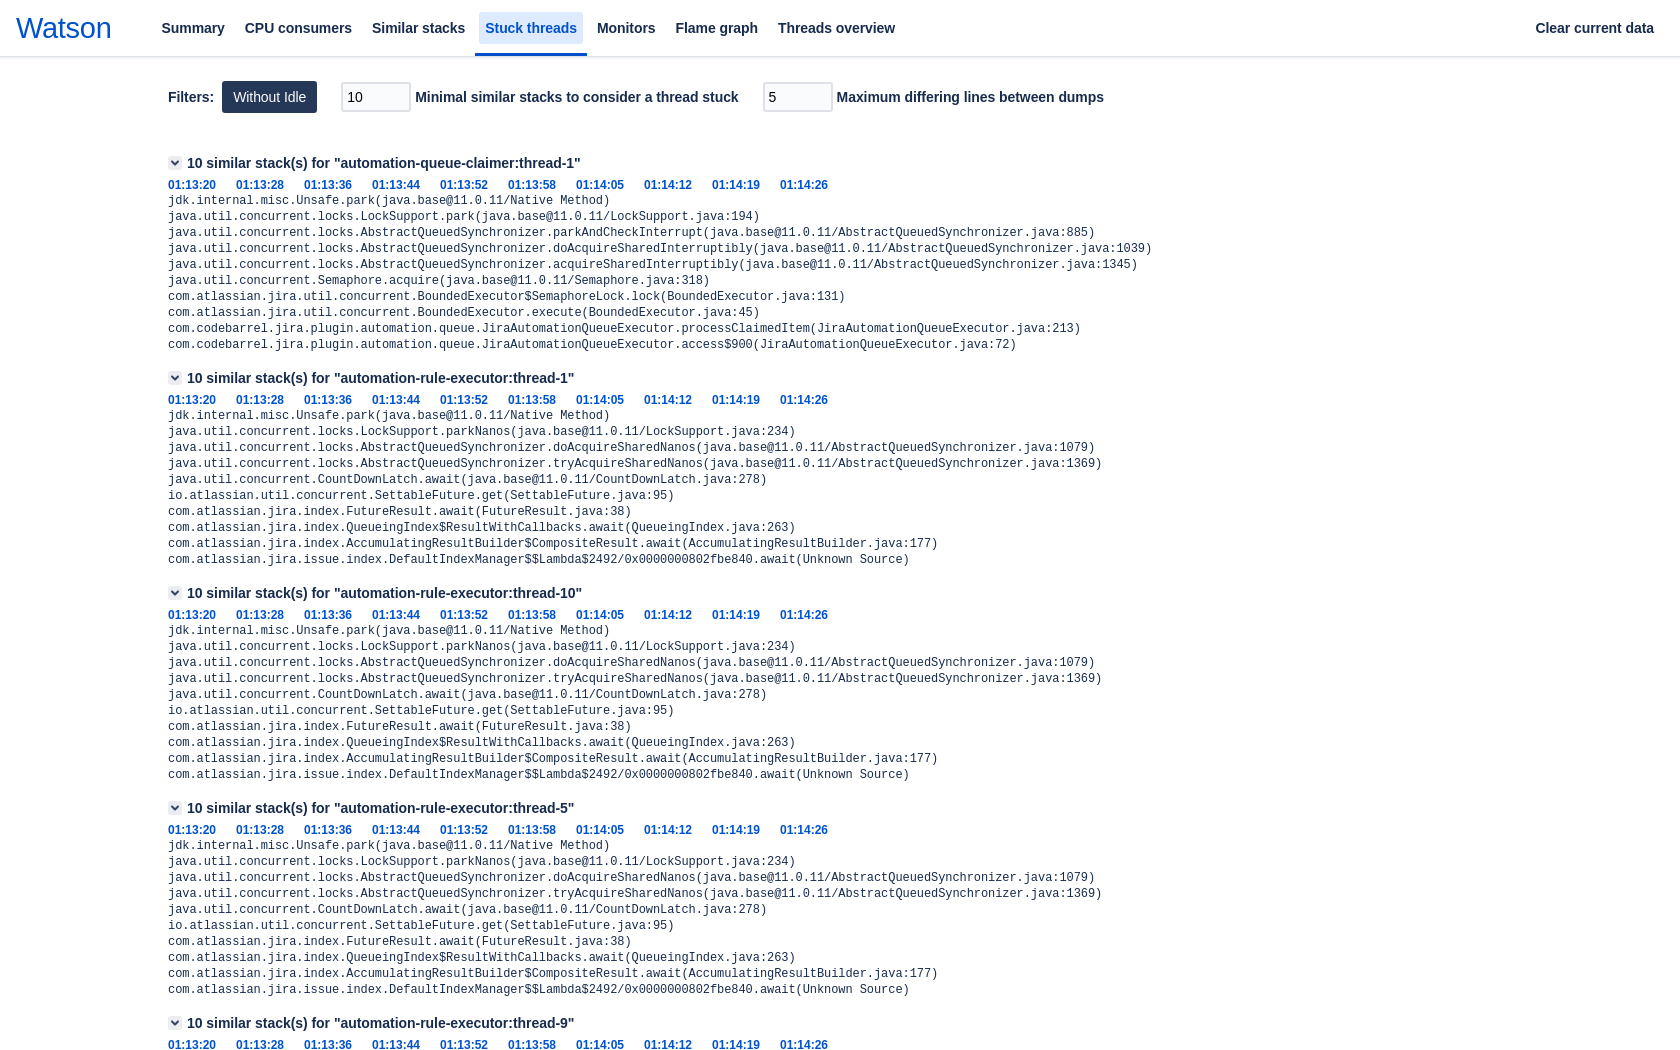 Watson
Summary CPU consumers Similar stacks Stuck threads Monitors Flame graph Threads overview Clear current data
Filters: Without Idle 10 Minimal similar stacks to consider a thread stuck 5 Maximum differing lines between dumps
10 similar stack(s) for "automation-queue-claimer:thread-1"
01:13:20 01:13:28 01:13:36 01:13:44 01:13:52 01:13:58 01:14:05 01:14:12 01:14:19 01:14:26
jdk.internal.misc.Unsafe.park(java.base@11.0.11/Native Method)
java.util.concurrent.locks.LockSupport.park(java.base@11.0.11/LockSupport.java:194)
java.util.concurrent.locks.AbstractQueuedSynchronizer.parkAndCheckInterrupt(java.base@11.0.11/AbstractQueuedSynchronizer.java:885)
java.util.concurrent.locks.AbstractQueuedSynchronizer.doAcquireSharedInterruptibly(java.base@11.0.11/AbstractQueuedSynchronizer.java:1039)
java.util.concurrent.locks.AbstractQueuedSynchronizer.acquireSharedInterruptibly(java.base@11.0.11/AbstractQueuedSynchronizer.java:1345)
java.util.concurrent.Semaphore.acquire(java.base@11.0.11/Semaphore.java:318)
com.atlassian.jira.util.concurrent.BoundedExecutor$SemaphoreLock.lock(BoundedExecutor.java:131)
com.atlassian.jira.util.concurrent.BoundedExecutor.execute(BoundedExecutor.java:45)
com.codebarrel.jira.plugin.automation.queue.JiraAutomationQueueExecutor.processClaimedItem(JiraAutomationQueueExecutor.java:213)
com.codebarrel.jira.plugin.automation.queue.JiraAutomationQueueExecutor.access$900(JiraAutomationQueueExecutor.java:72)
10 similar stack(s) for "automation-rule-executor:thread-1"
01:13:20 01:13:28 01:13:36 01:13:44 01:13:52 01:13:58 01:14:05 01:14:12 01:14:19 01:14:26
jdk.internal.misc.Unsafe.park(java.base@11.0.11/Native Method)
java.util.concurrent.locks.LockSupport.parkNanos(java.base@11.0.11/LockSupport.java:234)
java.util.concurrent.locks.AbstractQueuedSynchronizer.doAcquireSharedNanos(java.base@11.0.11/AbstractQueuedSynchronizer.java:1079)
java.util.concurrent.locks.AbstractQueuedSynchronizer.tryAcquireSharedNanos(java.base@11.0.11/AbstractQueuedSynchronizer.java:1369)
java.util.concurrent.CountDownLatch.await(java.base@11.0.11/CountDownLatch.java:278)
io.atlassian.util.concurrent.SettableFuture.get(SettableFuture.java:95)
com.atlassian.jira.index.FutureResult.await(FutureResult.java:38)
com.atlassian.jira.index.QueueingIndex$ResultWithCallbacks.await(QueueingIndex.java:263)
com.atlassian.jira.index.AccumulatingResultBuilder$CompositeResult.await(AccumulatingResultBuilder.java:177)
com.atlassian.jira.issue.index.DefaultIndexManager$$Lambda$2492/0x0000000802fbe840.await(Unknown Source)
10 similar stack(s) for "automation-rule-executor:thread-10"
01:13:20 01:13:28 01:13:36 01:13:44 01:13:52 01:13:58 01:14:05 01:14:12 01:14:19 01:14:26
jdk.internal.misc.Unsafe.park(java.base@11.0.11/Native Method)
java.util.concurrent.locks.LockSupport.parkNanos(java.base@11.0.11/LockSupport.java:234)
java.util.concurrent.locks.AbstractQueuedSynchronizer.doAcquireSharedNanos(java.base@11.0.11/AbstractQueuedSynchronizer.java:1079)
java.util.concurrent.locks.AbstractQueuedSynchronizer.tryAcquireSharedNanos(java.base@11.0.11/AbstractQueuedSynchronizer.java:1369)
java.util.concurrent.CountDownLatch.await(java.base@11.0.11/CountDownLatch.java:278)
io.atlassian.util.concurrent.SettableFuture.get(SettableFuture.java:95)
com.atlassian.jira.index.FutureResult.await(FutureResult.java:38)
com.atlassian.jira.index.QueueingIndex$ResultWithCallbacks.await(QueueingIndex.java:263)
com.atlassian.jira.index.AccumulatingResultBuilder$CompositeResult.await(AccumulatingResultBuilder.java:177)
com.atlassian.jira.issue.index.DefaultIndexManager$$Lambda$2492/0x0000000802fbe840.await(Unknown Source)
10 similar stack(s) for "automation-rule-executor:thread-5"
01:13:20 01:13:28 01:13:36 01:13:44 01:13:52 01:13:58 01:14:05 01:14:12 01:14:19 01:14:26
jdk.internal.misc.Unsafe.park(java.base@11.0.11/Native Method)
java.util.concurrent.locks.LockSupport.parkNanos(java.base@11.0.11/LockSupport.java:234)
java.util.concurrent.locks.AbstractQueuedSynchronizer.doAcquireSharedNanos(java.base@11.0.11/AbstractQueuedSynchronizer.java:1079)
java.util.concurrent.locks.AbstractQueuedSynchronizer.tryAcquireSharedNanos(java.base@11.0.11/AbstractQueuedSynchronizer.java:1369)
java.util.concurrent.CountDownLatch.await(java.base@11.0.11/CountDownLatch.java:278)
io.atlassian.util.concurrent.SettableFuture.get(SettableFuture.java:95)
com.atlassian.jira.index.FutureResult.await(FutureResult.java:38)
com.atlassian.jira.index.QueueingIndex$ResultWithCallbacks.await(QueueingIndex.java:263)
com.atlassian.jira.index.AccumulatingResultBuilder$CompositeResult.await(AccumulatingResultBuilder.java:177)
com.atlassian.jira.issue.index.DefaultIndexManager$$Lambda$2492/0x0000000802fbe840.await(Unknown Source)
10 similar stack(s) for "automation-rule-executor:thread-9"
01:13:20 01:13:28 01:13:36 01:13:44 01:13:52 01:13:58 01:14:05 01:14:12 01:14:19 01:14:26